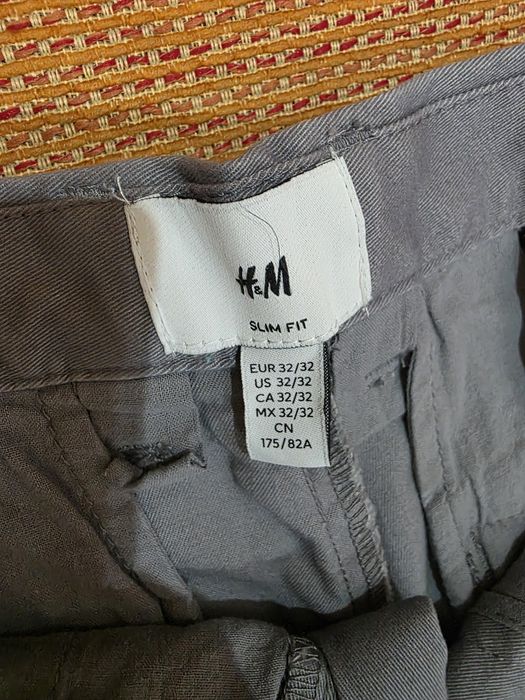 H&M
SLIM FIT
EUR 32/32
US 32/32
CA 32/32
MX 32/32
CN
175/82A